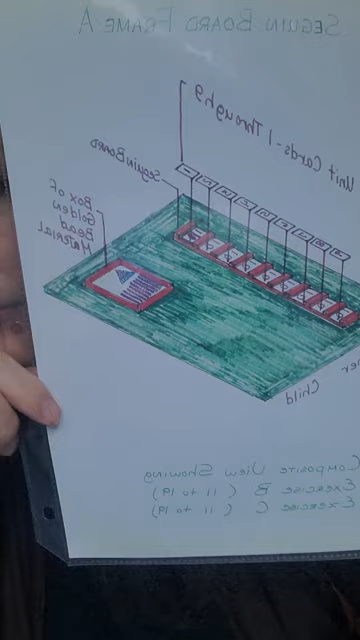 SEGUIN BOARD FRAME A
Unit Cards-1 Through 9
Seguin Board
Box of
Golden
Bead
Material
Child
Composite View Showing
Exercise B (11 to 19)
Exercise C (11 to 19)